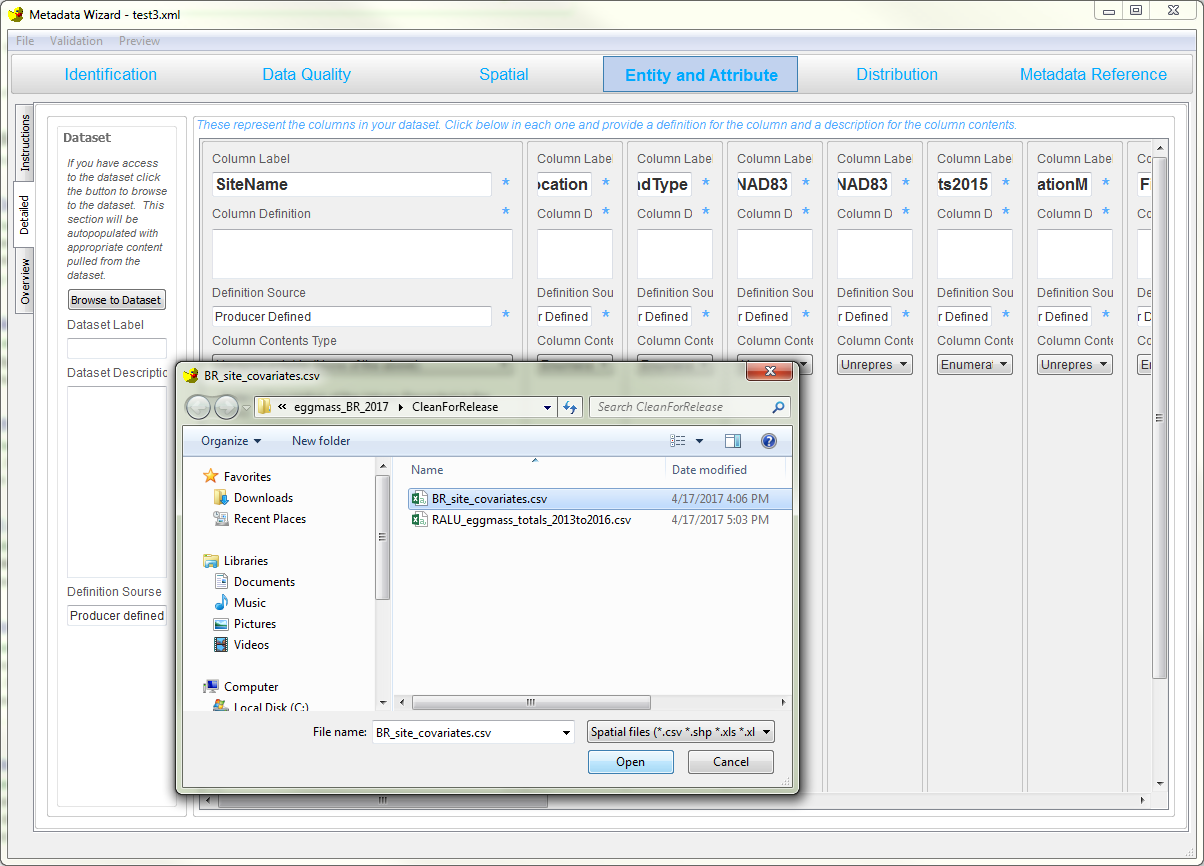 Metadata Wizard - test3.xml
File Validation Preview
Identification Data Quality Spatial Entity and Attribute Distribution Metadata Reference
Instructions
Detailed
Overview
Dataset
If you have access
to the dataset click
the button to browse
to the dataset. This
section will be
autopopulated with
appropriate content
pulled from the
dataset.
Browse to Dataset
Dataset Label
Dataset Descriptio
Definition Sourse
Producer defined
These represent the columns in your dataset. Click below in each one and provide a definition for the column and a description for the column contents.
Column Label Column Label Column Label Column Label Column Label Column Label Column Label Co
SiteName * ocation * ndType * NAD83 * NAD83 * ts2015 * ationM *
Column Definition * Column D * Column D * Column D * Column D * Column D * Column D * Co
Definition Source Definition Sou Definition Sou Definition Sou Definition Sou Definition Sou Definition Sou De
Producer Defined * r Defined * r Defined * r Defined * r Defined * r Defined * r Defined * r D
Column Contents Type Column Conte Column Conte Column Conte Column Conte Column Conte Column Conte Co
Unrepres Enumera Unrepres
BR_site_covariates.csv
« eggmass_BR_2017 CleanForRelease
Search CleanForRelease
Organize New folder
Favorites
Downloads
Recent Places
Libraries
Documents
Music
Pictures
Videos
Computer
Local Disk (C:)
Name Date modified
BR_site_covariates.csv 4/17/2017 4:06 PM
RALU_eggmass_totals_2013to2016.csv 4/17/2017 5:03 PM
File name: BR_site_covariates.csv Spatial files (*.csv *.shp *.xls *.xl
Open Cancel